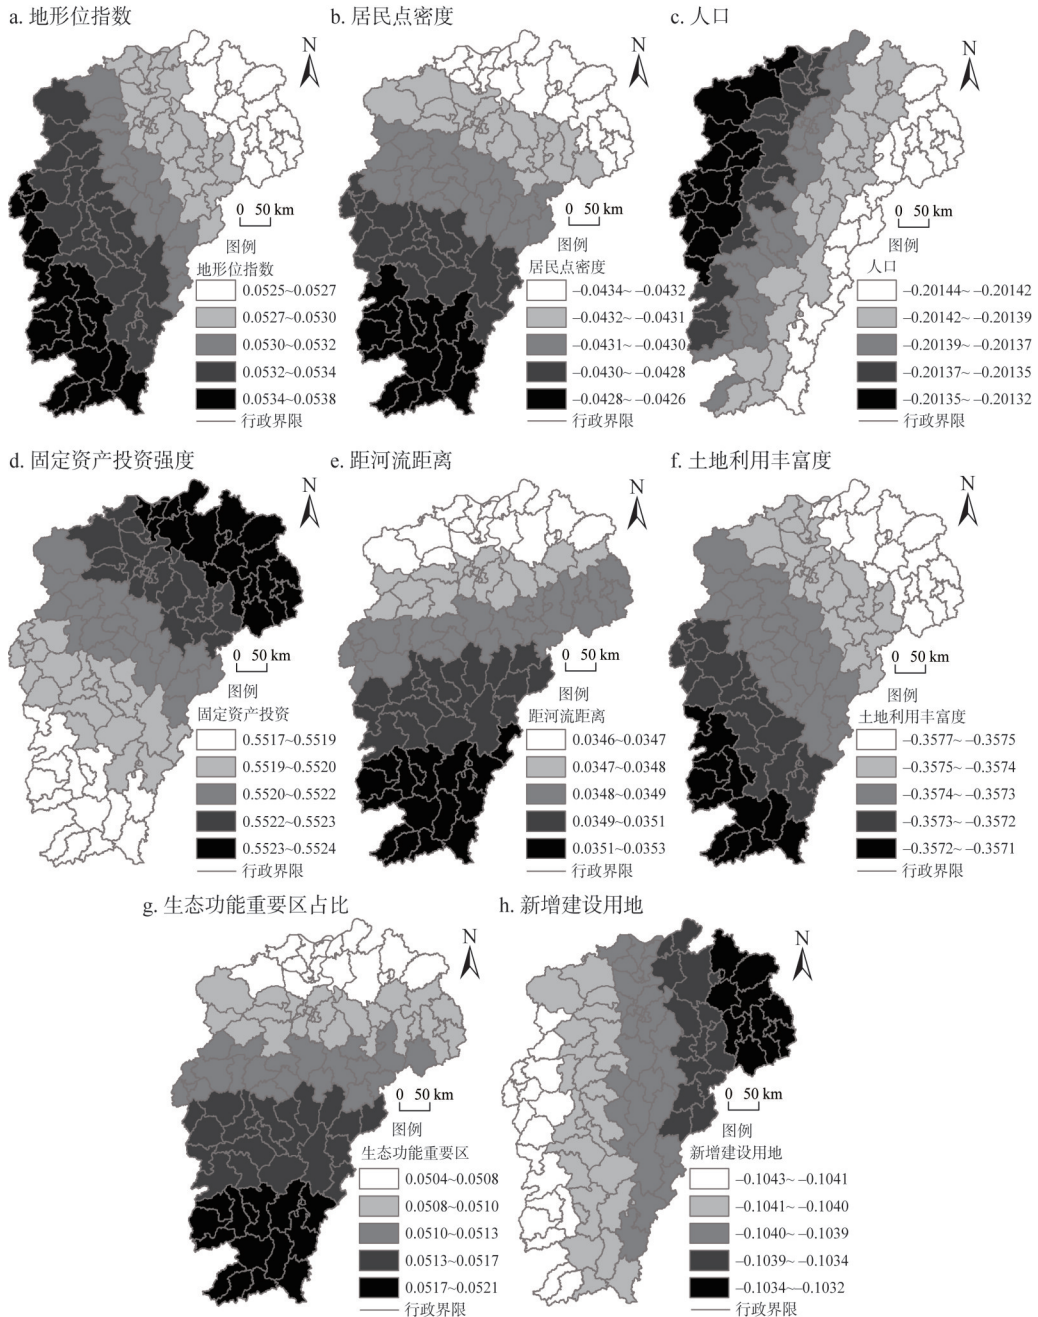 a. 地形位指数
N
0 50 km
图例
地形位指数
0.0525~0.0527
0.0527~0.0530
0.0530~0.0532
0.0532~0.0534
0.0534~0.0538
行政界限
b. 居民点密度
N
0 50 km
图例
居民点密度
–0.0434~ –0.0432
–0.0432~ –0.0431
–0.0431~ –0.0430
–0.0430~ –0.0428
–0.0428~ –0.0426
行政界限
c. 人口
N
0 50 km
图例
人口
–0.20144~ –0.20142
–0.20142~ –0.20139
–0.20139~ –0.20137
–0.20137~ –0.20135
–0.20135~ –0.20132
行政界限
d. 固定资产投资强度
N
0 50 km
图例
固定资产投资
0.5517~0.5519
0.5519~0.5520
0.5520~0.5522
0.5522~0.5523
0.5523~0.5524
行政界限
e. 距河流距离
N
0 50 km
图例
距河流距离
0.0346~0.0347
0.0347~0.0348
0.0348~0.0349
0.0349~0.0351
0.0351~0.0353
行政界限
f. 土地利用丰富度
N
0 50 km
图例
土地利用丰富度
–0.3577~ –0.3575
–0.3575~ –0.3574
–0.3574~ –0.3573
–0.3573~ –0.3572
–0.3572~ –0.3571
行政界限
g. 生态功能重要区占比
N
0 50 km
图例
生态功能重要区
0.0504~0.0508
0.0508~0.0510
0.0510~0.0513
0.0513~0.0517
0.0517~0.0521
行政界限
h. 新增建设用地
N
0 50 km
图例
新增建设用地
–0.1043~ –0.1041
–0.1041~ –0.1040
–0.1040~ –0.1039
–0.1039~ –0.1034
–0.1034~ –0.1032
行政界限